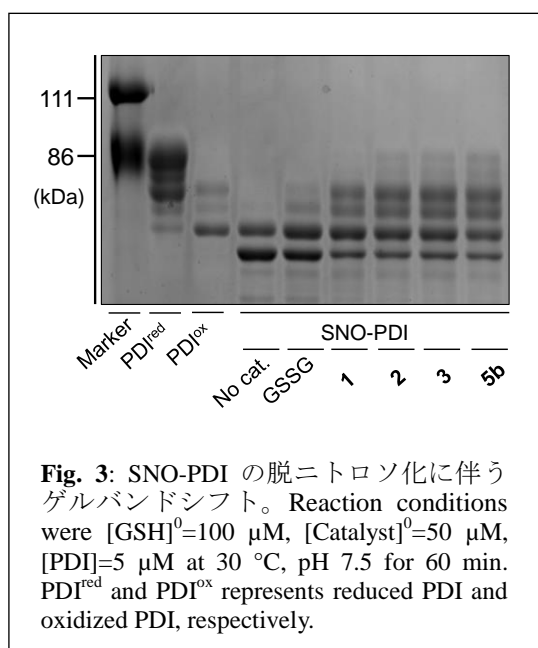 111
86
(kDa)
Marker
PDIred
PDIox
SNO-PDI
No cat.
GSSG
1
2
3
5b
Fig. 3: SNO-PDI の脱ニトロソ化に伴う
ゲルバンドシフト。Reaction conditions
were [GSH]0=100 μM, [Catalyst]0=50 μM,
[PDI]=5 μM at 30 °C, pH 7.5 for 60 min.
PDIred and PDIox represents reduced PDI and
oxidized PDI, respectively.